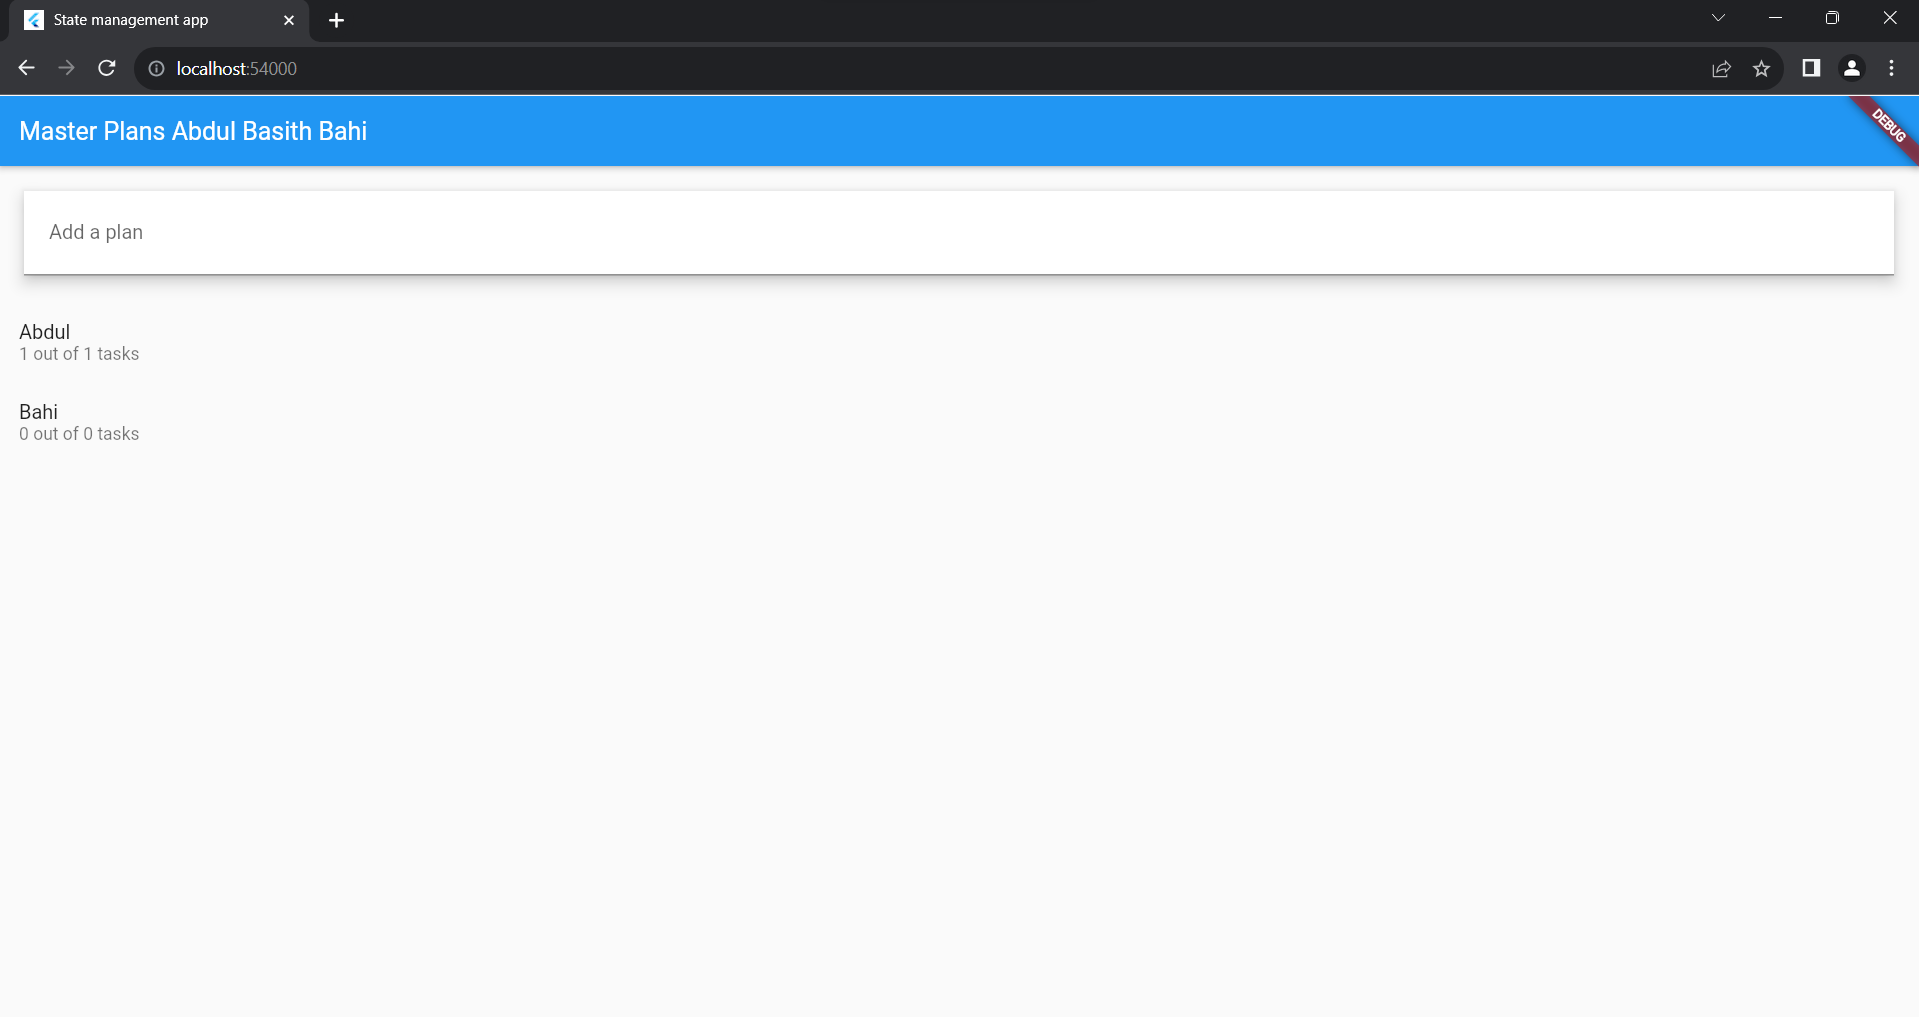 State management app
localhost:54000
Master Plans Abdul Basith Bahi
DEBUG
Add a plan
Abdul
1 out of 1 tasks
Bahi
0 out of 0 tasks